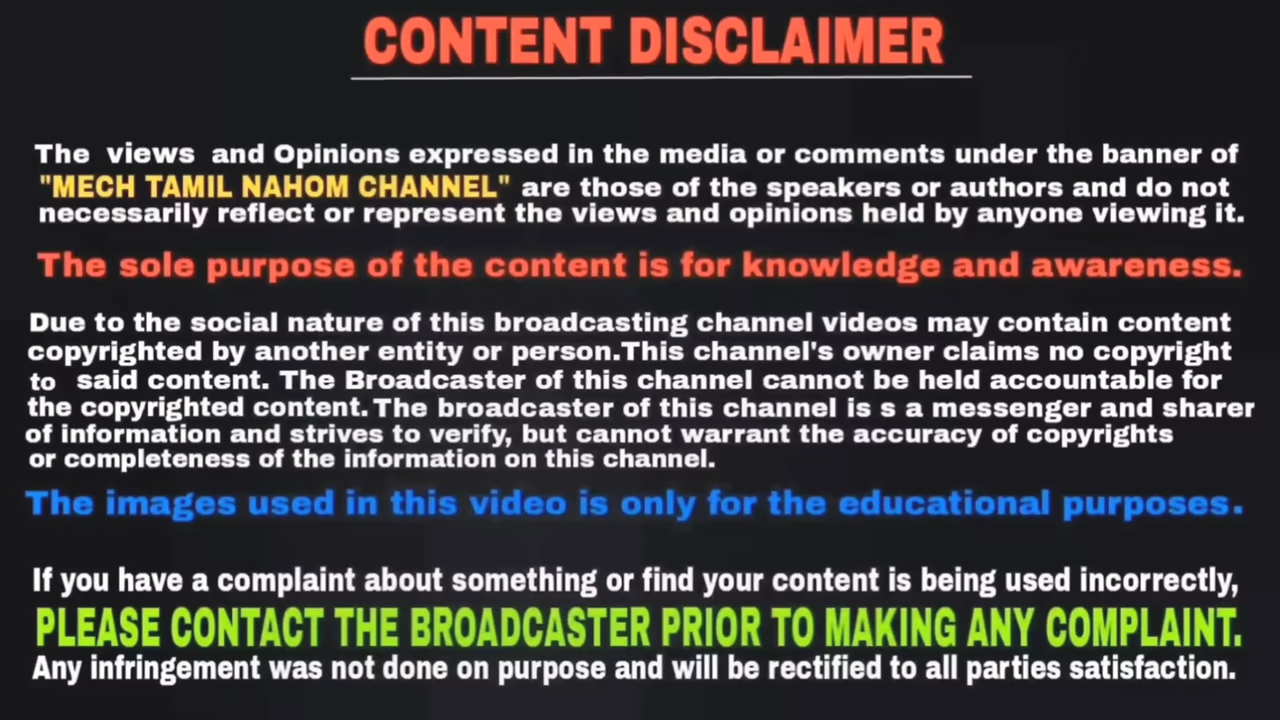 CONTENT DISCLAIMER
The views and Opinions expressed in the media or comments under the banner of
"MECH TAMIL NAHOM CHANNEL" are those of the speakers or authors and do not
necessarily reflect or represent the views and opinions held by anyone viewing it.
The sole purpose of the content is for knowledge and awareness.
Due to the social nature of this broadcasting channel videos may contain content
copyrighted by another entity or person.This channel's owner claims no copyright
to said content. The Broadcaster of this channel cannot be held accountable for
the copyrighted content. The broadcaster of this channel is s a messenger and sharer
of information and strives to verify, but cannot warrant the accuracy of copyrights
or completeness of the information on this channel.
The images used in this video is only for the educational purposes.
If you have a complaint about something or find your content is being used incorrectly,
PLEASE CONTACT THE BROADCASTER PRIOR TO MAKING ANY COMPLAINT.
Any infringement was not done on purpose and will be rectified to all parties satisfaction.